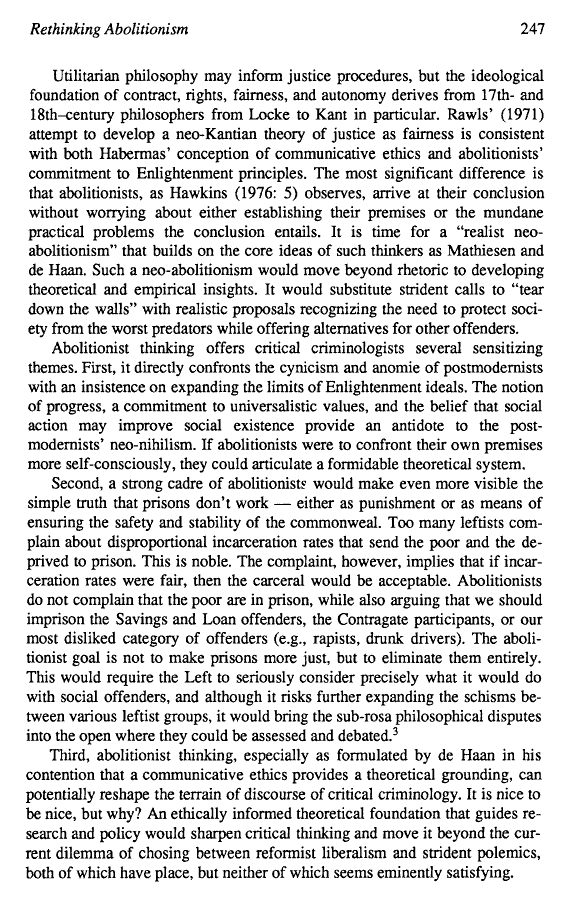 Rethinking Abolitionism 247
Utilitarian philosophy may inform justice procedures, but the ideological
foundation of contract, rights, fairness, and autonomy derives from 17th- and
18th–century philosophers from Locke to Kant in particular. Rawls' (1971)
attempt to develop a neo-Kantian theory of justice as fairness is consistent
with both Habermas' conception of communicative ethics and abolitionists'
commitment to Enlightenment principles. The most significant difference is
that abolitionists, as Hawkins (1976: 5) observes, arrive at their conclusion
without worrying about either establishing their premises or the mundane
practical problems the conclusion entails. It is time for a "realist neo-
abolitionism" that builds on the core ideas of such thinkers as Mathiesen and
de Haan. Such a neo-abolitionism would move beyond rhetoric to developing
theoretical and empirical insights. It would substitute strident calls to "tear
down the walls" with realistic proposals recognizing the need to protect soci-
ety from the worst predators while offering alternatives for other offenders.
Abolitionist thinking offers critical criminologists several sensitizing
themes. First, it directly confronts the cynicism and anomie of postmodernists
with an insistence on expanding the limits of Enlightenment ideals. The notion
of progress, a commitment to universalistic values, and the belief that social
action may improve social existence provide an antidote to the post-
modernists' neo-nihilism. If abolitionists were to confront their own premises
more self-consciously, they could articulate a formidable theoretical system.
Second, a strong cadre of abolitionists would make even more visible the
simple truth that prisons don't work — either as punishment or as means of
ensuring the safety and stability of the commonweal. Too many leftists com-
plain about disproportional incarceration rates that send the poor and the de-
prived to prison. This is noble. The complaint, however, implies that if incar-
ceration rates were fair, then the carceral would be acceptable. Abolitionists
do not complain that the poor are in prison, while also arguing that we should
imprison the Savings and Loan offenders, the Contragate participants, or our
most disliked category of offenders (e.g., rapists, drunk drivers). The aboli-
tionist goal is not to make prisons more just, but to eliminate them entirely.
This would require the Left to seriously consider precisely what it would do
with social offenders, and although it risks further expanding the schisms be-
tween various leftist groups, it would bring the sub-rosa philosophical disputes
into the open where they could be assessed and debated.3
Third, abolitionist thinking, especially as formulated by de Haan in his
contention that a communicative ethics provides a theoretical grounding, can
potentially reshape the terrain of discourse of critical criminology. It is nice to
be nice, but why? An ethically informed theoretical foundation that guides re-
search and policy would sharpen critical thinking and move it beyond the cur-
rent dilemma of chosing between reformist liberalism and strident polemics,
both of which have place, but neither of which seems eminently satisfying.